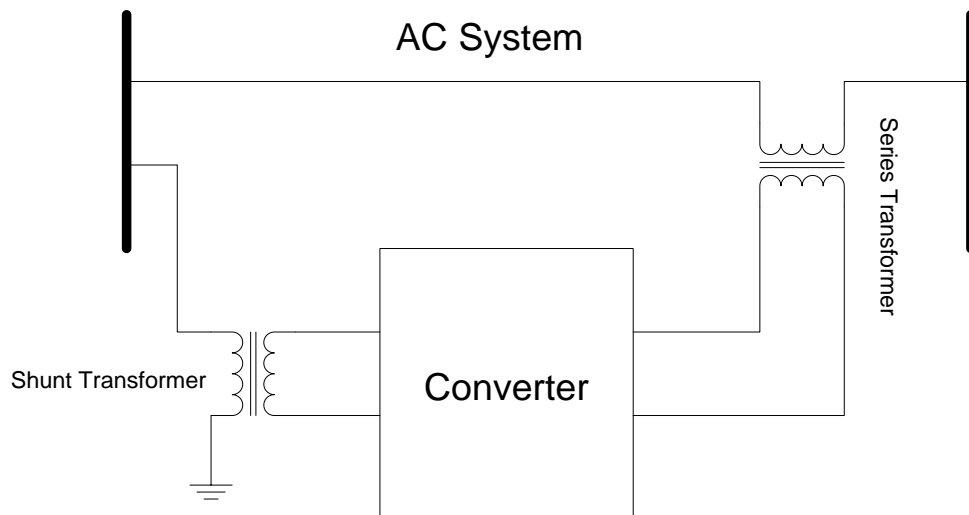 AC System
Series Transformer
Shunt Transformer
Converter